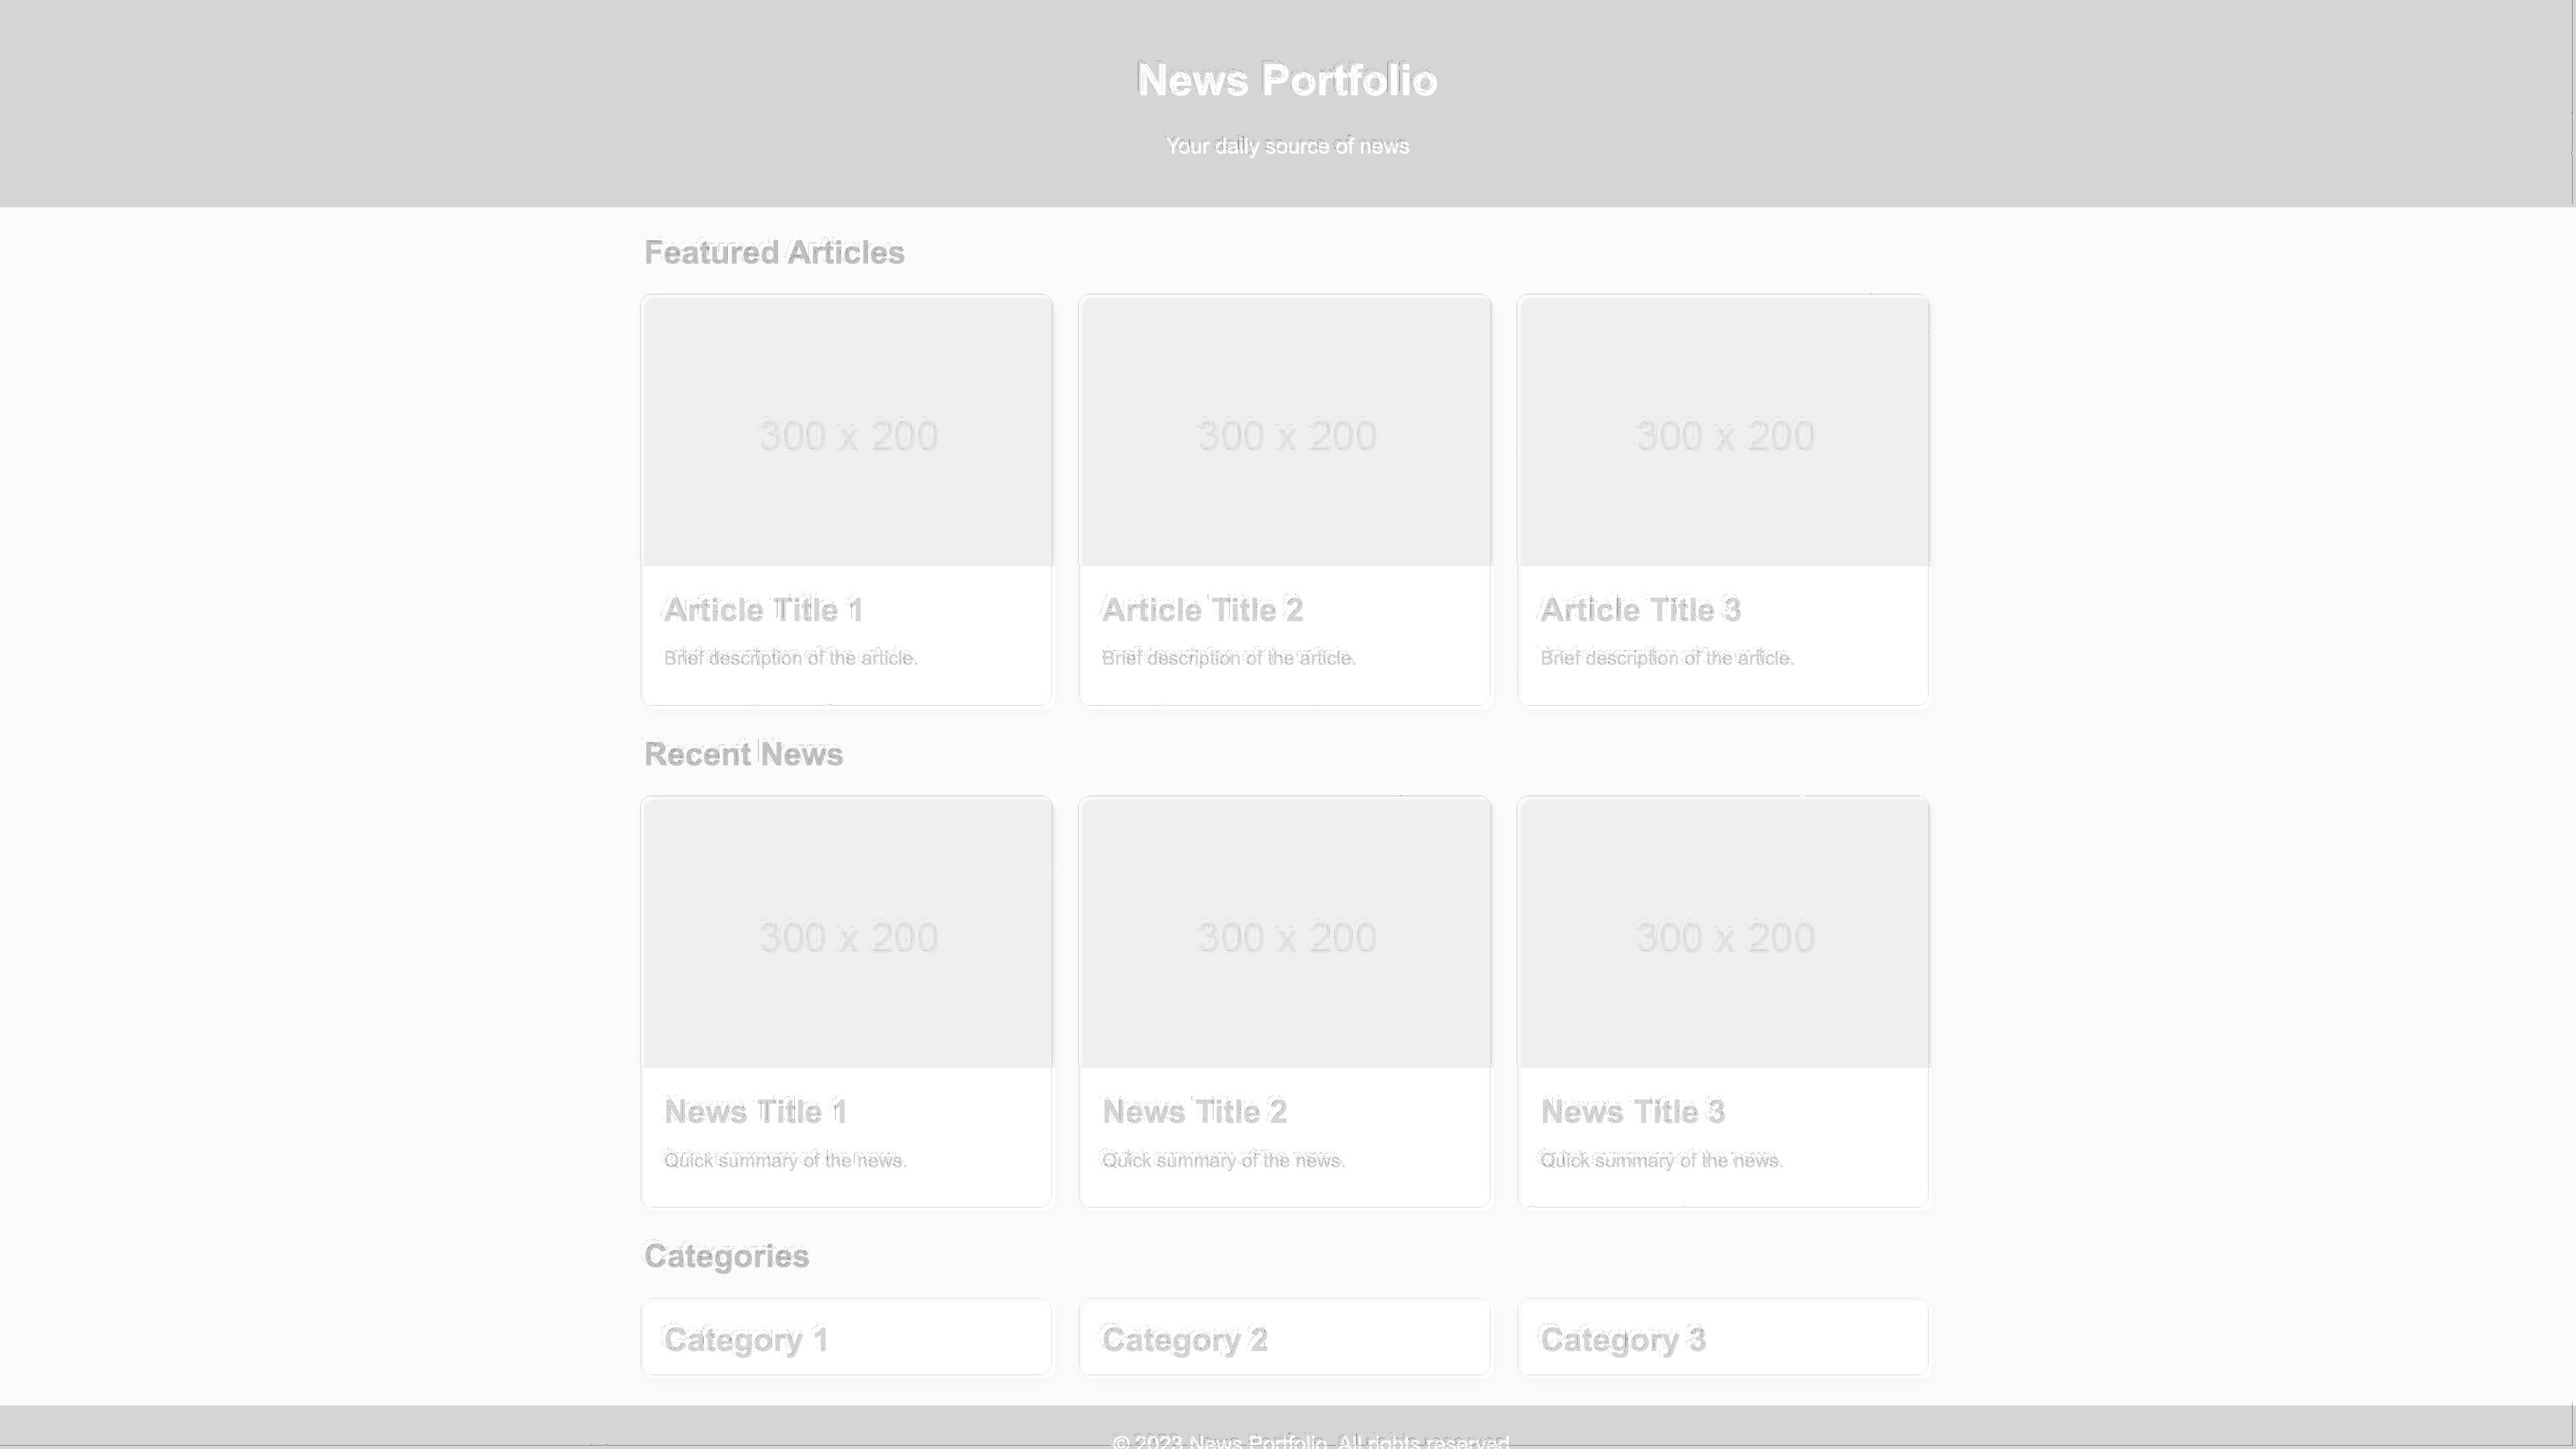 News Portfolio
Your daily source of news
Featured Articles
300 x 200
300 x 200
300 x 200
Article Title 1
Article Title 2
Article Title 3
Brief description of the article.
Brief description of the article.
Brief description of the article.
Recent News
300 x 200
300 x 200
300 x 200
News Title 1
News Title 2
News Title 3
Quick summary of the news.
Quick summary of the news.
Quick summary of the news.
Categories
Category 1
Category 2
Category 3
© 2023 News Portfolio. All rights reserved